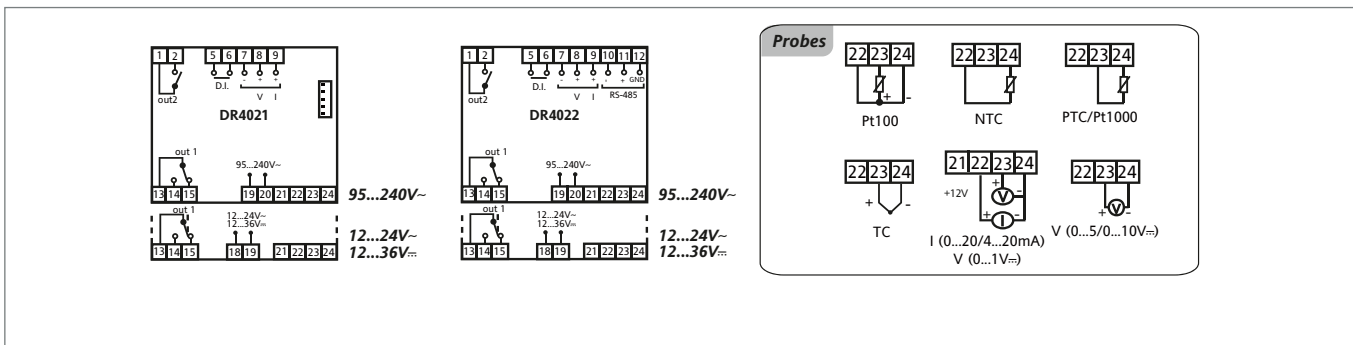 1 2 5 6 7 8 9
- + +
D.I. V I
out2
DR4021
out 1
95...240V~
13 14 15 19 20 21 22 23 24
95...240V~
out 1
12...24V~
12...36V⎓
12...24V~
13 14 15 18 19 21 22 23 24
12...36V⎓
1 2 5 6 7 8 9 10 11 12
- + + - + GND
D.I. V I RS-485
out2
DR4022
out 1
95...240V~
13 14 15 19 20 21 22 23 24
95...240V~
out 1
12...24V~
12...36V⎓
12...24V~
13 14 15 18 19 21 22 23 24
12...36V⎓
Probes
22 23 24
+ -
Pt100
22 23 24
NTC
22 23 24
PTC/Pt1000
22 23 24
+ -
TC
21 22 23 24
+12V
+ V -
+ I -
I (0...20/4...20mA)
V (0...1V⎓)
22 23 24
+ V -
V (0...5/0...10V⎓)